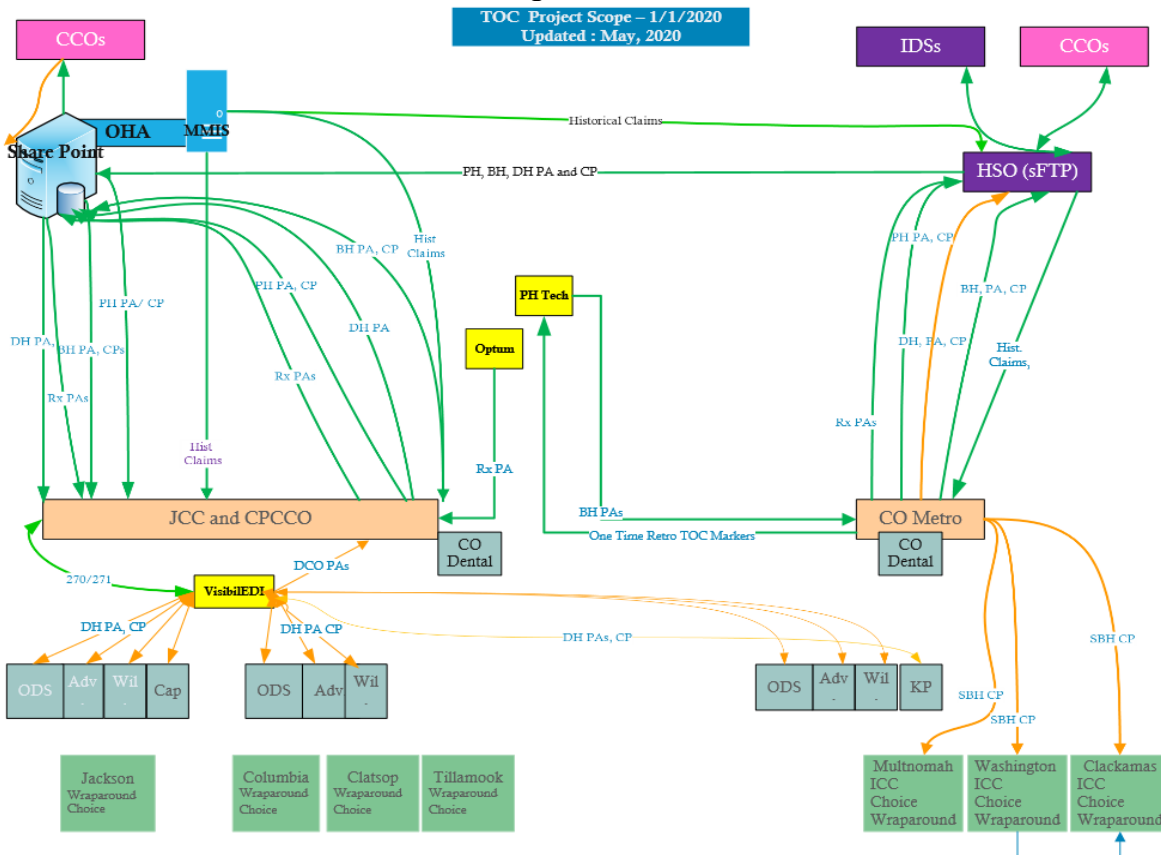 TOC Project Scope – 1/1/2020
Updated : May, 2020
CCOs
IDSs
CCOs
OHA
MMIS
Share Point
Historical Claims
HSO (sFTP)
PH, BH, DH PA and CP
Hist
Claims
BH PA, CP
PH PA, CP
DH PA
Rx PAs
PH PA/ CP
DH PA,
BH PA, CPs
Rx PAs
Hist
Claims
PH Tech
Optum
Rx PA
PH PA, CP
BH, PA, CP
DH, PA, CP
Hist.
Claims,
Rx PAs
JCC and CPCCO
CO
Dental
BH PAs
One Time Retro TOC Markers
CO Metro
CO
Dental
DCO PAs
270/271
VisibilEDI
DH PA, CP
DH PA CP
DH PAs, CP
SBH CP
SBH CP
SBH CP
ODS
Adv
.
Wil
.
Cap
ODS
Adv
Wil
.
ODS
Adv
.
Wil
.
KP
Jackson
Wraparound
Choice
Columbia
Wraparound
Choice
Clatsop
Wraparound
Choice
Tillamook
Wraparound
Choice
Multnomah
ICC
Choice
Wraparound
Washington
ICC
Choice
Wraparound
Clackamas
ICC
Choice
Wraparound